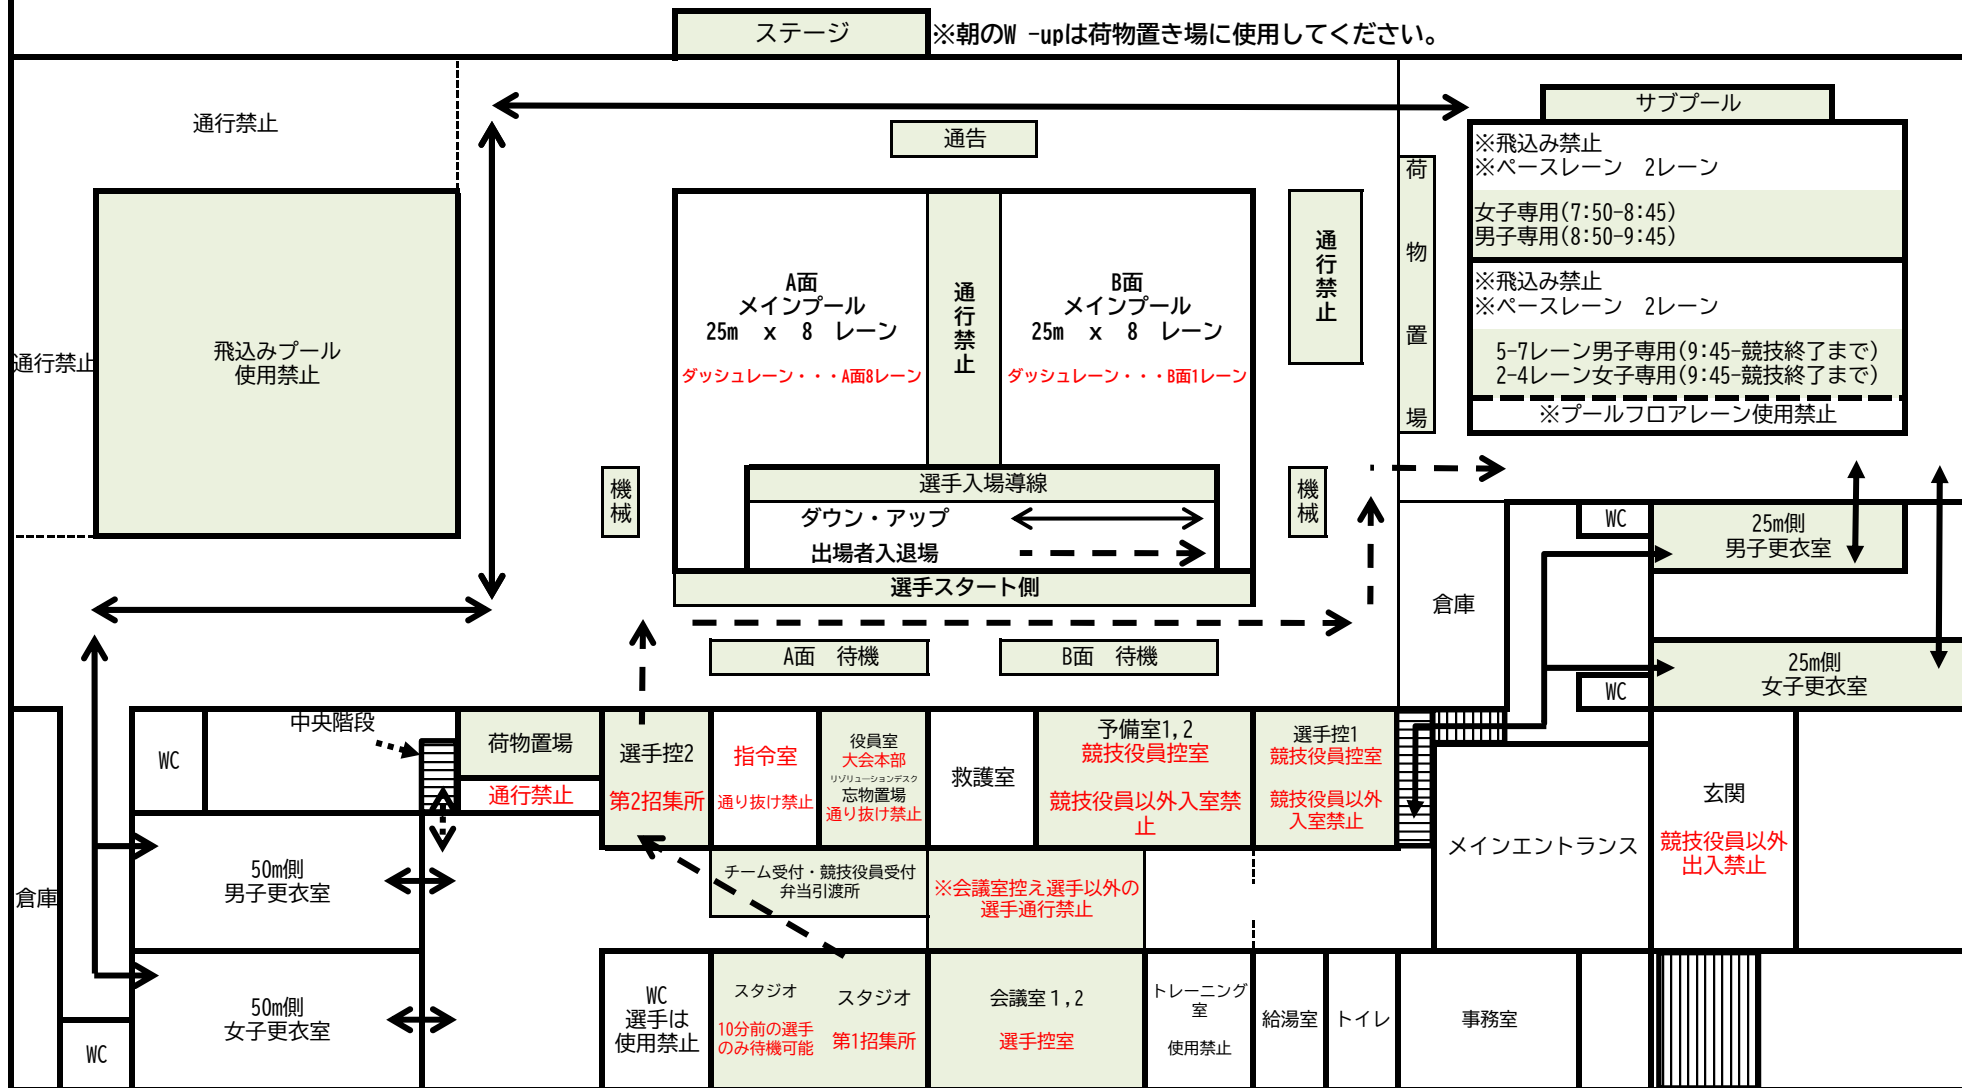 ステージ
※朝のW -upは荷物置き場に使用してください。
通行禁止
通告
サブプール
※飛込み禁止
※ペースレーン　2レーン
女子専用(7:50-8:45)
男子専用(8:50-9:45)
※飛込み禁止
※ペースレーン　2レーン
5-7レーン男子専用(9:45-競技終了まで)
2-4レーン女子専用(9:45-競技終了まで)
※プールフロアレーン使用禁止
荷物置場
通行禁止
飛込みプール
使用禁止
A面
メインプール
25m　x　8　レーン
ダッシュレーン・・・A面8レーン
通行禁止
B面
メインプール
25m　x　8　レーン
ダッシュレーン・・・B面1レーン
通行禁止
機械
選手入場導線
ダウン・アップ
出場者入退場
選手スタート側
機械
A面　待機
B面　待機
倉庫
WC
25m側
男子更衣室
25m側
女子更衣室
WC
中央階段
WC
荷物置場
通行禁止
選手控2
第2招集所
指令室
通り抜け禁止
役員室
大会本部
リゾリューションデスク
忘物置場
通り抜け禁止
救護室
予備室1,2
競技役員控室
競技役員以外入室禁
止
選手控1
競技役員控室
競技役員以外
入室禁止
メインエントランス
玄関
競技役員以外
出入禁止
倉庫
50m側
男子更衣室
チーム受付・競技役員受付
弁当引渡所
※会議室控え選手以外の
選手通行禁止
50m側
女子更衣室
WC
WC
選手は
使用禁止
スタジオ
10分前の選手
のみ待機可能
スタジオ
第1招集所
会議室１,2
選手控室
トレーニング
室
使用禁止
給湯室
トイレ
事務室